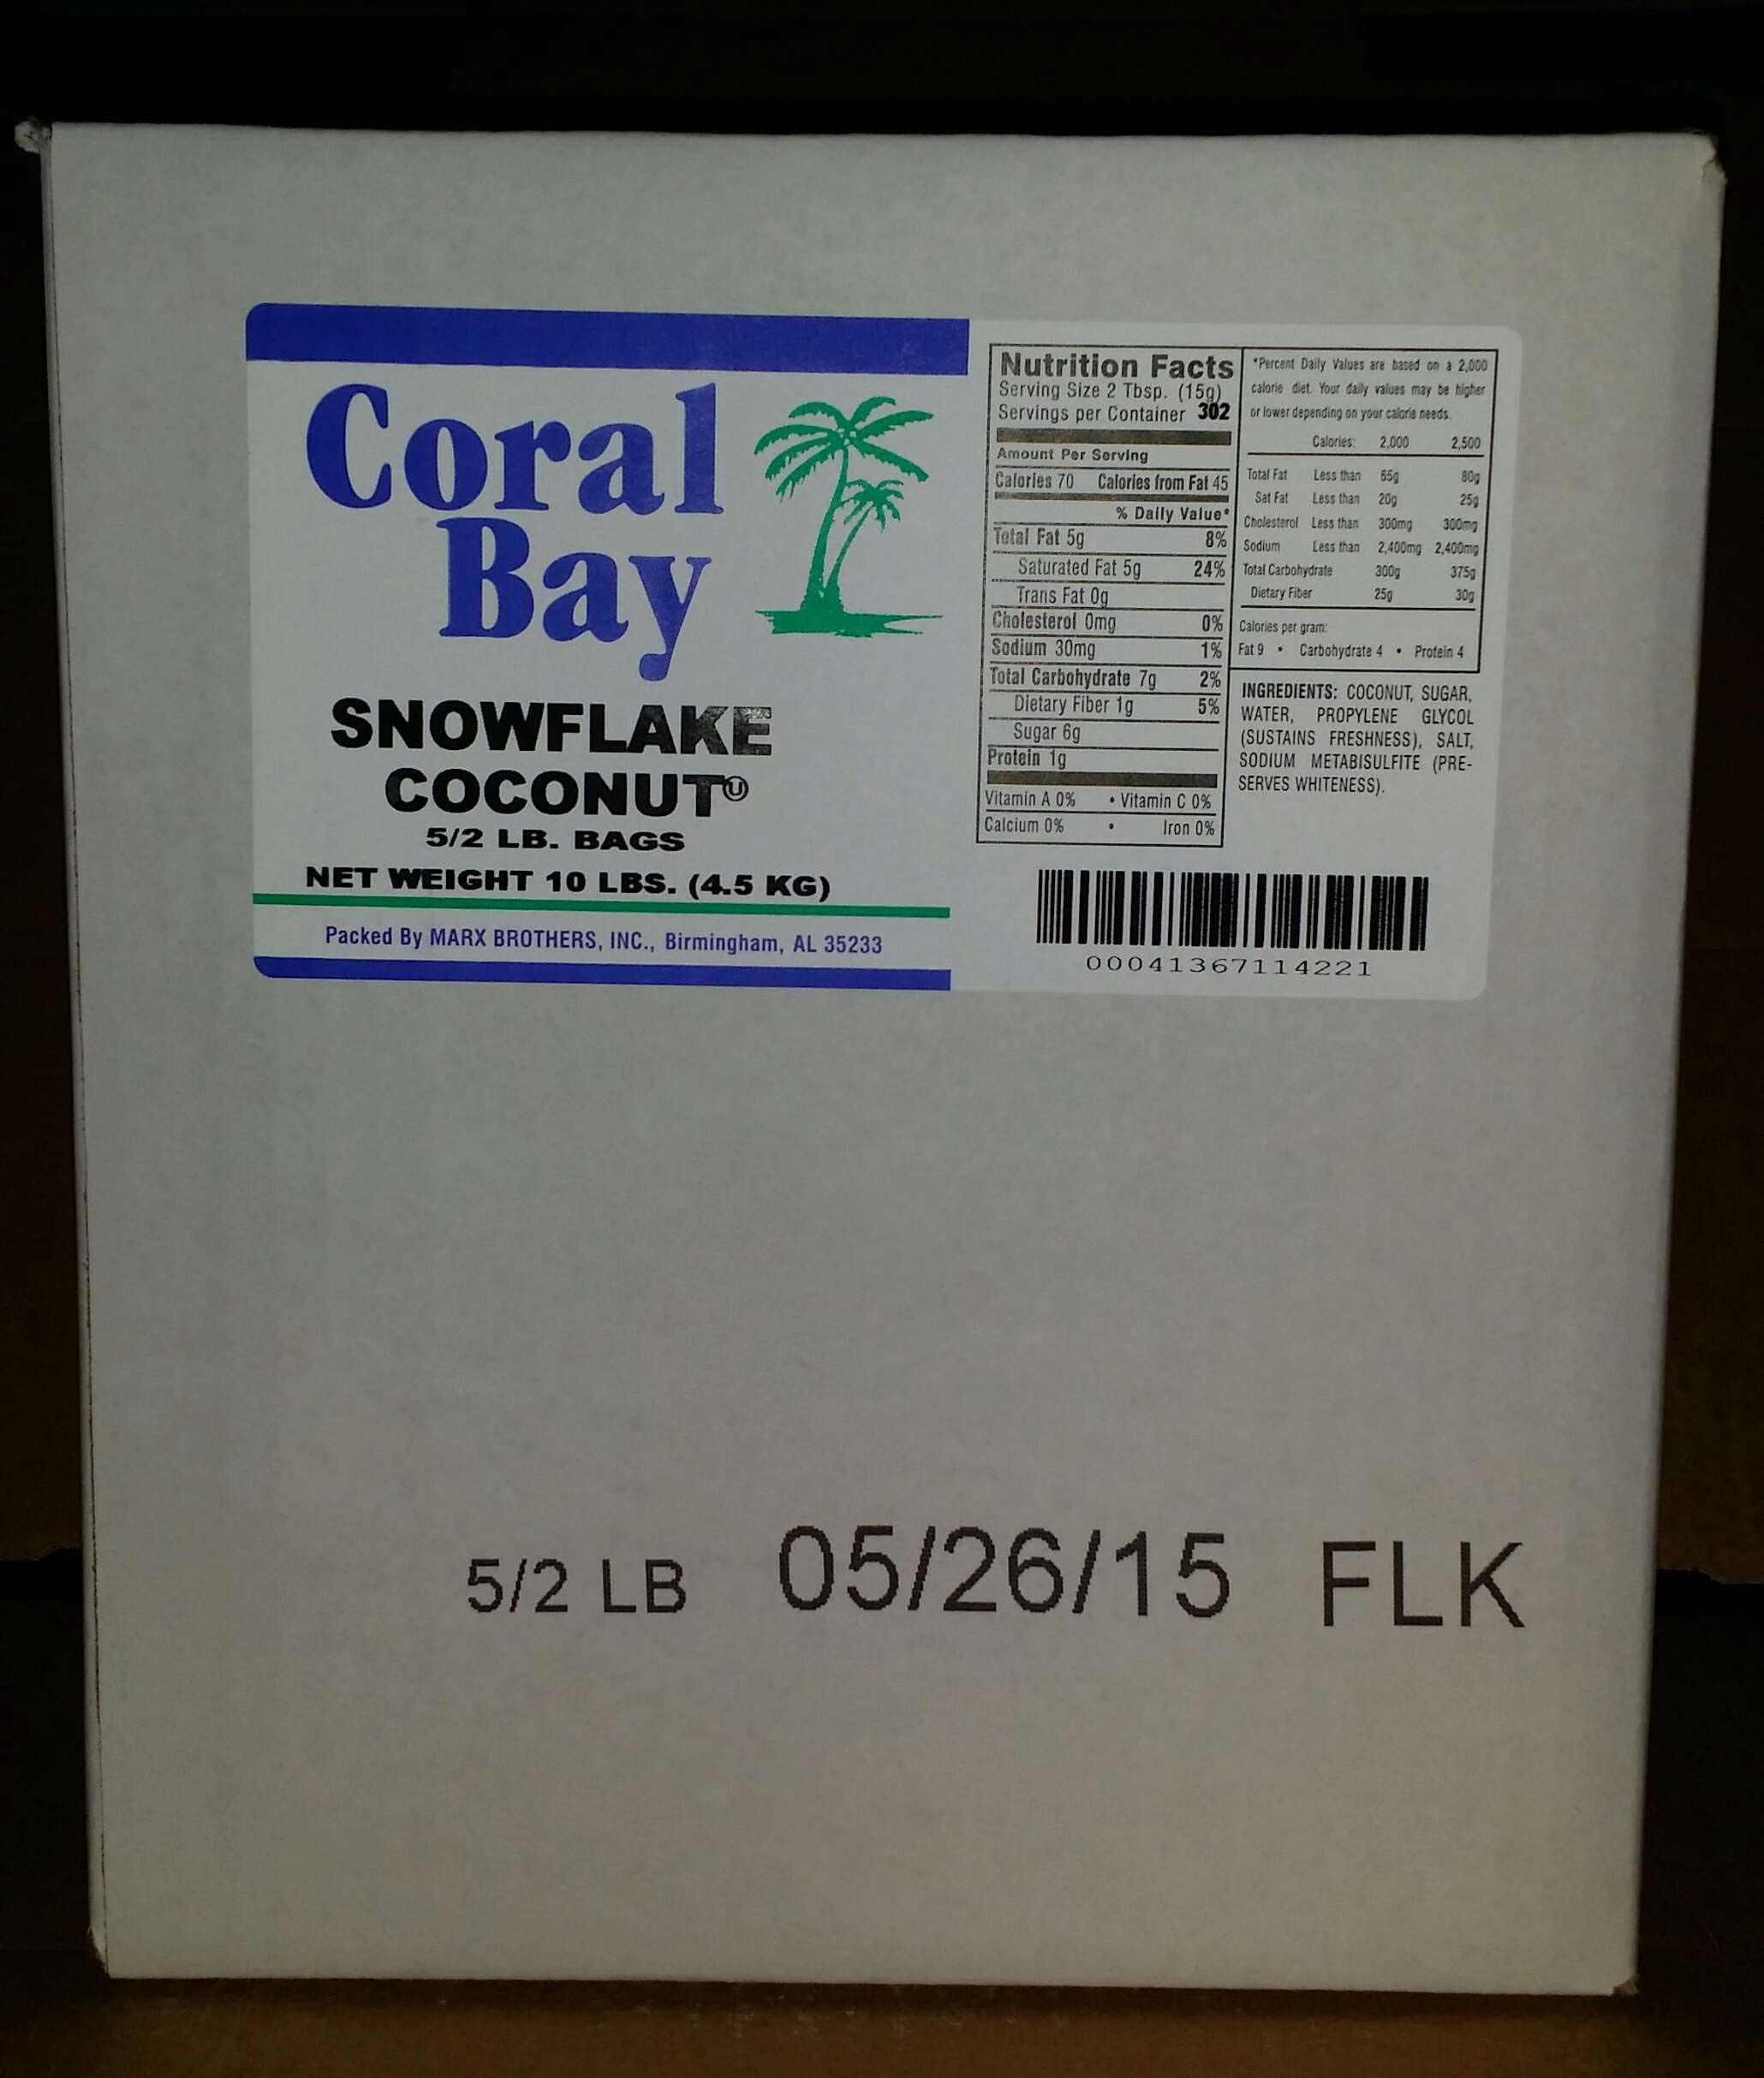 Coral
Bay
SNOWFLAKE
COCONUTⓊ
5/2 LB. BAGS
NET WEIGHT 10 LBS. (4.5 KG)
Packed By MARX BROTHERS, INC., Birmingham, AL 35233
Nutrition Facts
Serving Size 2 Tbsp. (15g)
Servings per Container 302
Amount Per Serving
Calories 70 Calories from Fat 45
% Daily Value*
Total Fat 5g 8%
Saturated Fat 5g 24%
Trans Fat 0g
Cholesterol 0mg 0%
Sodium 30mg 1%
Total Carbohydrate 7g 2%
Dietary Fiber 1g 5%
Sugar 6g
Protein 1g
Vitamin A 0% • Vitamin C 0%
Calcium 0% • Iron 0%
*Percent Daily Values are based on a 2,000
calorie diet. Your daily values may be higher
or lower depending on your calorie needs.
Calories: 2,000 2,500
Total Fat Less than 65g 80g
Sat Fat Less than 20g 25g
Cholesterol Less than 300mg 300mg
Sodium Less than 2,400mg 2,400mg
Total Carbohydrate 300g 375g
Dietary Fiber 25g 30g
Calories per gram:
Fat 9 • Carbohydrate 4 • Protein 4
INGREDIENTS: COCONUT, SUGAR,
WATER, PROPYLENE GLYCOL
(SUSTAINS FRESHNESS), SALT,
SODIUM METABISULFITE (PRE-
SERVES WHITENESS).
00041367114221
5/2 LB 05/26/15 FLK